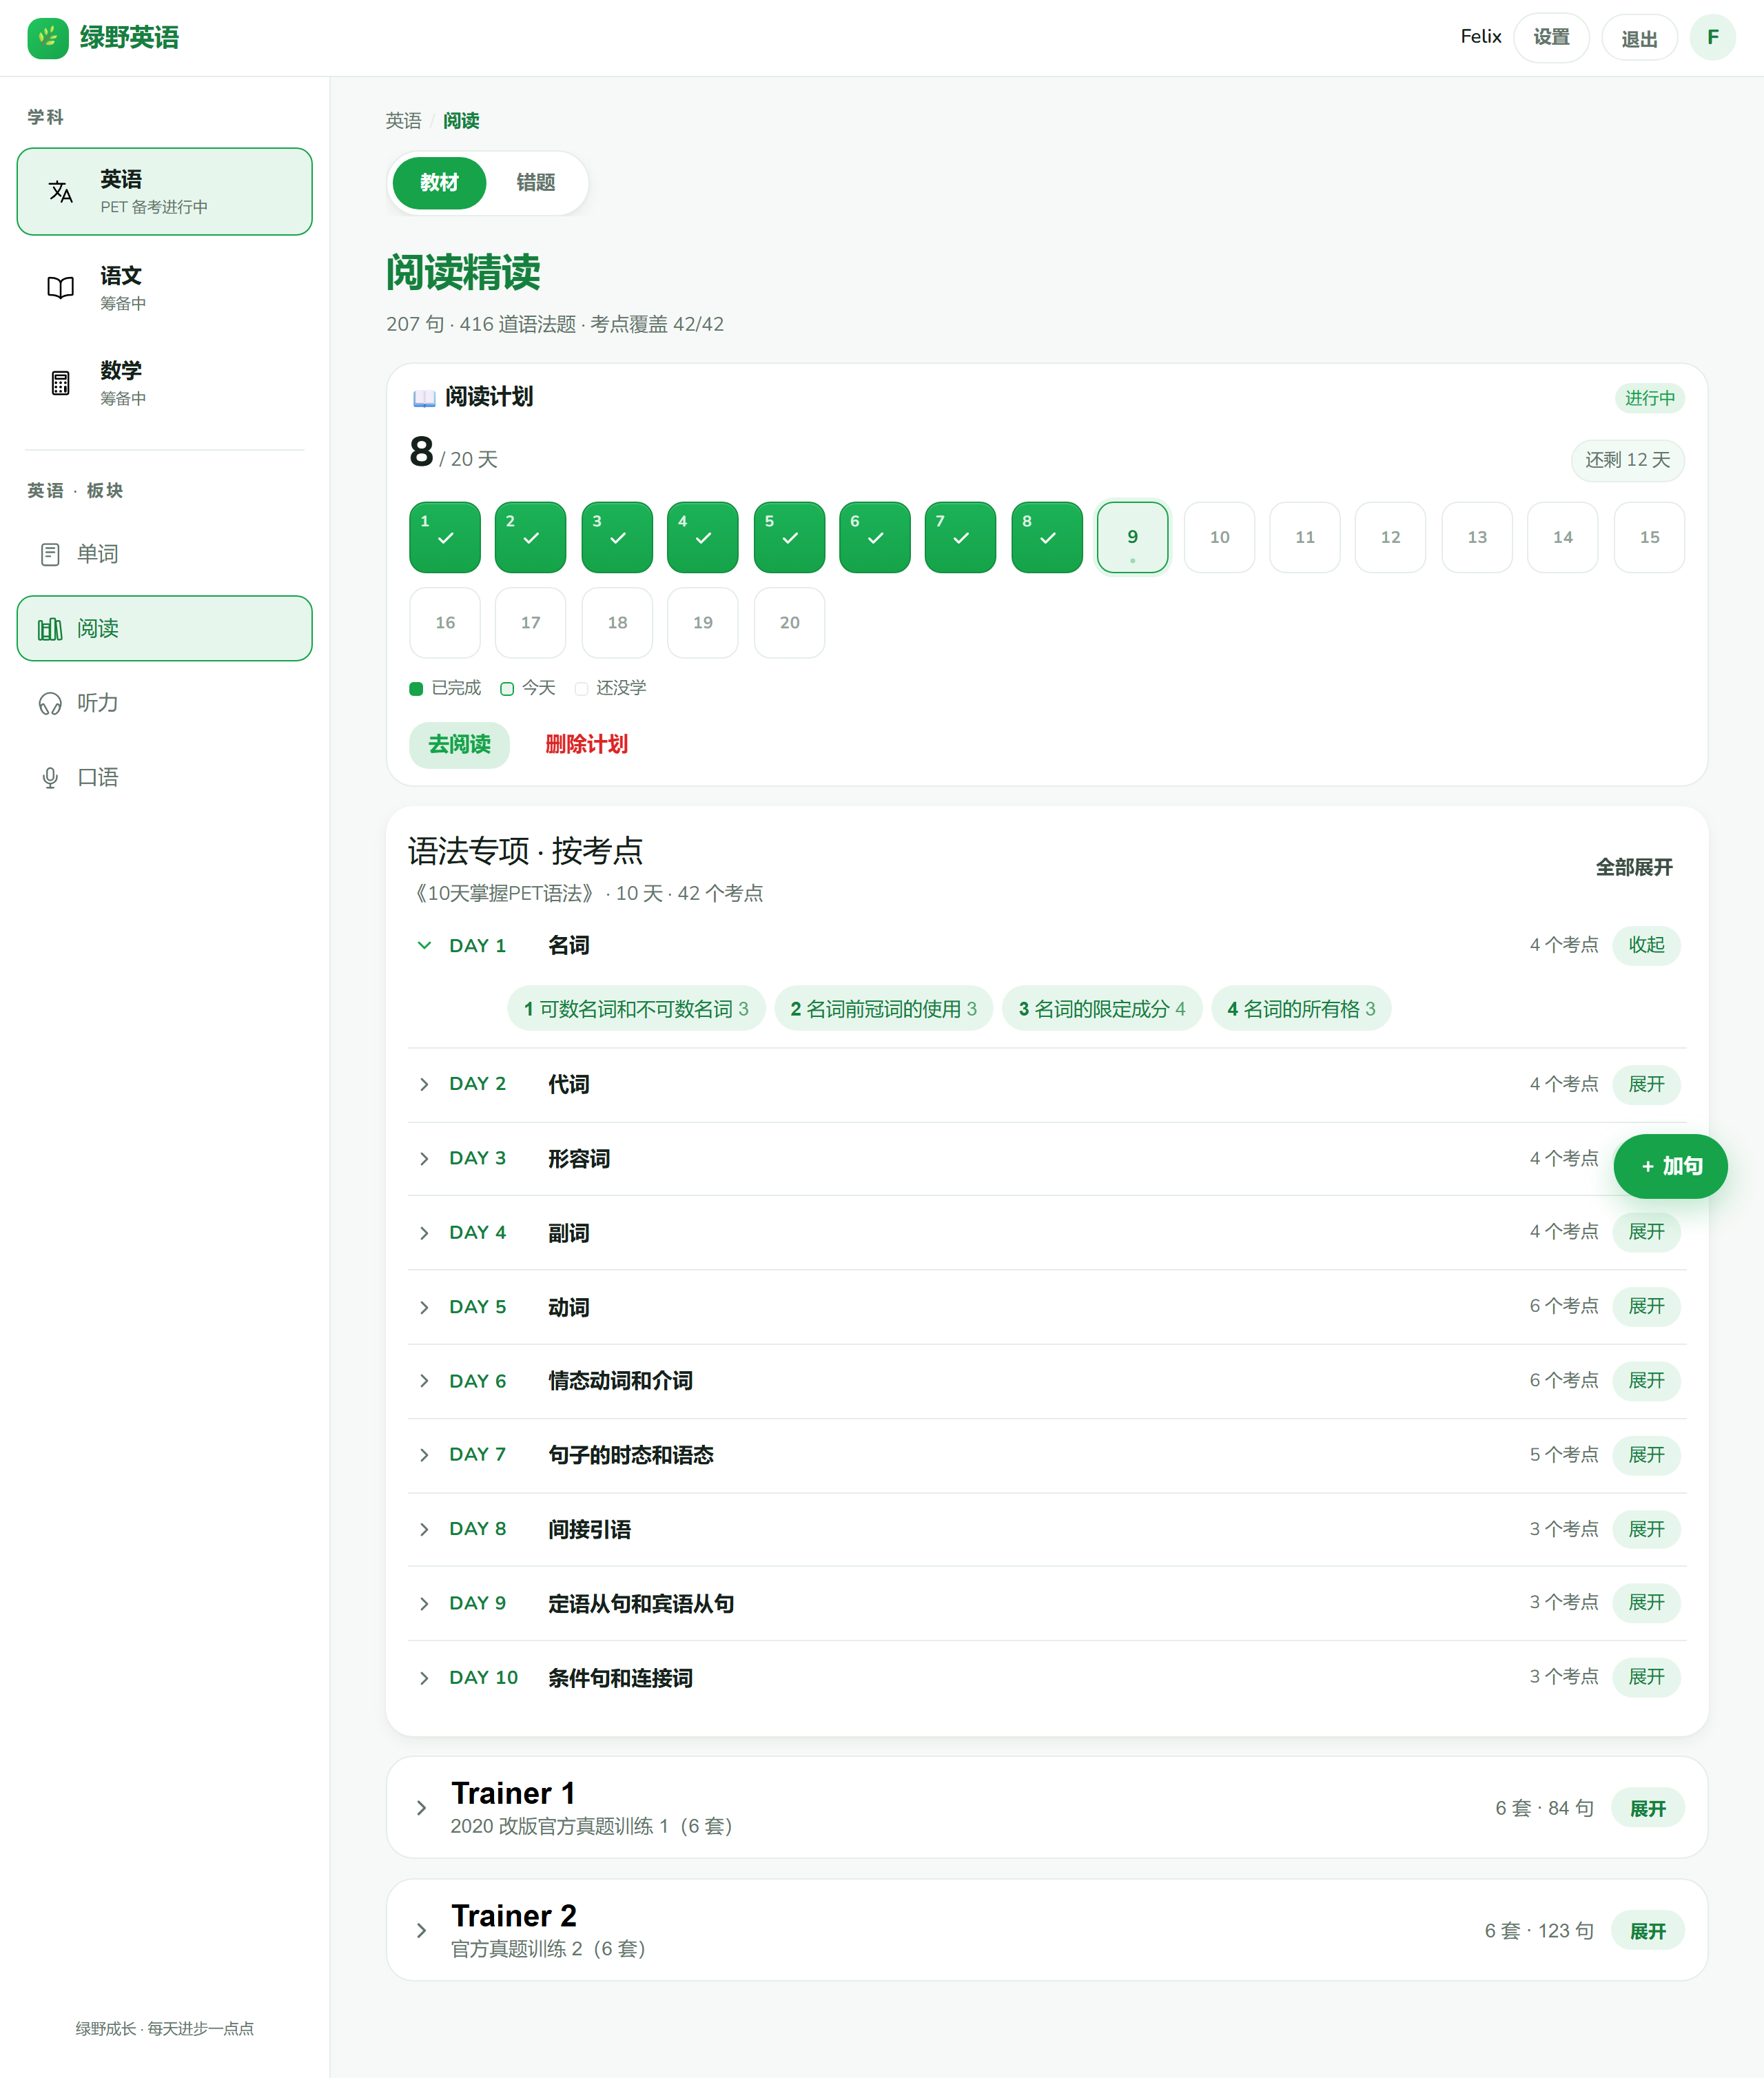 绿野英语
Felix 设置 退出 F
学科
英语
PET 备考进行中
语文
筹备中
数学
筹备中
英语 · 板块
单词
阅读
听力
口语
绿野成长 · 每天进步一点点
英语 / 阅读
教材 错题
阅读精读
207 句 · 416 道语法题 · 考点覆盖 42/42
阅读计划 进行中
8 / 20 天 还剩 12 天
1 2 3 4 5 6 7 8 9 10 11 12 13 14 15
16 17 18 19 20
已完成 今天 还没学
去阅读 删除计划
语法专项 · 按考点
全部展开
《10天掌握PET语法》 · 10 天 · 42 个考点
DAY 1 名词 4 个考点 收起
1 可数名词和不可数名词 3 2 名词前冠词的使用 3 3 名词的限定成分 4 4 名词的所有格 3
DAY 2 代词 4 个考点 展开
DAY 3 形容词 4 个考点
+ 加句
DAY 4 副词 4 个考点 展开
DAY 5 动词 6 个考点 展开
DAY 6 情态动词和介词 6 个考点 展开
DAY 7 句子的时态和语态 5 个考点 展开
DAY 8 间接引语 3 个考点 展开
DAY 9 定语从句和宾语从句 3 个考点 展开
DAY 10 条件句和连接词 3 个考点 展开
Trainer 1
2020 改版官方真题训练 1（6 套） 6 套 · 84 句 展开
Trainer 2
官方真题训练 2（6 套） 6 套 · 123 句 展开